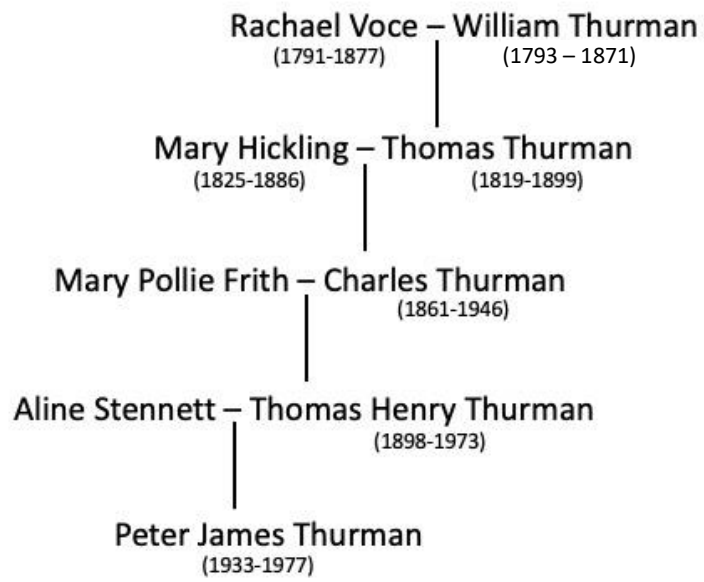 Rachael Voce – William Thurman
(1791-1877) (1793 – 1871)
Mary Hickling – Thomas Thurman
(1825-1886) (1819-1899)
Mary Pollie Frith – Charles Thurman
(1861-1946)
Aline Stennett – Thomas Henry Thurman
(1898-1973)
Peter James Thurman
(1933-1977)